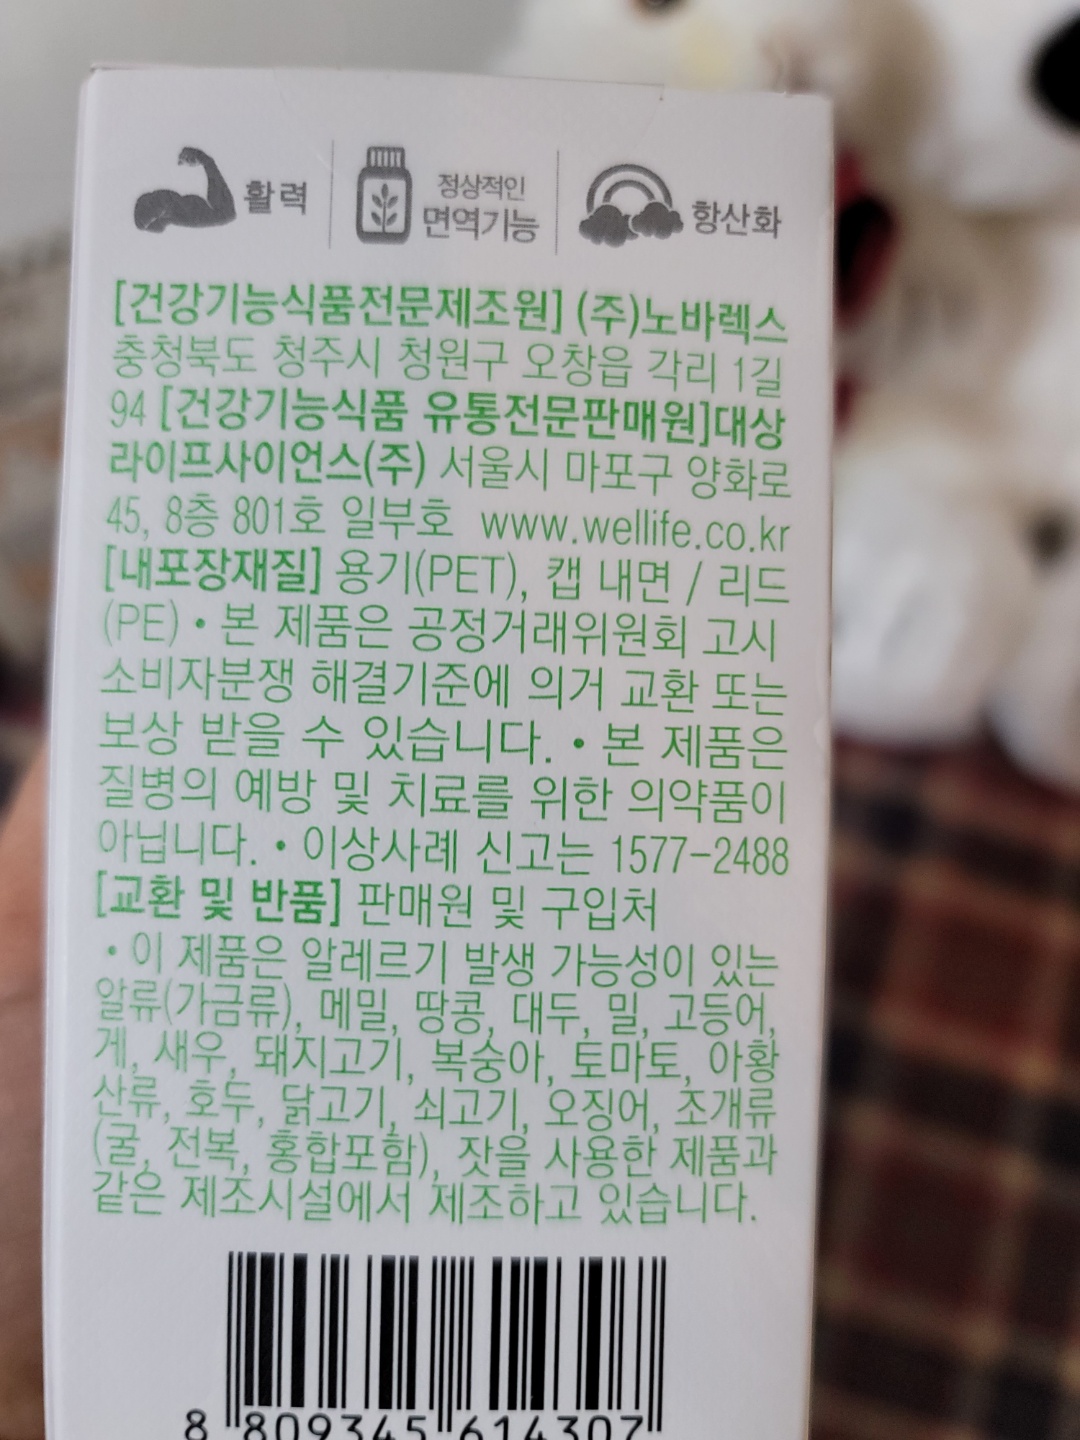 활력
정상적인
면역기능
항산화
[건강기능식품전문제조원] (주)노바렉스
충청북도 청주시 청원구 오창읍 각리 1길
94 [건강기능식품 유통전문판매원]대상
라이프사이언스(주) 서울시 마포구 양화로
45, 8층 801호 일부호 www.wellife.co.kr
[내포장재질] 용기(PET), 캡 내면 / 리드
(PE) • 본 제품은 공정거래위원회 고시
소비자분쟁 해결기준에 의거 교환 또는
보상 받을 수 있습니다. • 본 제품은
질병의 예방 및 치료를 위한 의약품이
아닙니다. • 이상사례 신고는 1577-2488
[교환 및 반품] 판매원 및 구입처
• 이 제품은 알레르기 발생 가능성이 있는
알류(가금류), 메밀, 땅콩, 대두, 밀, 고등어,
게, 새우, 돼지고기, 복숭아, 토마토, 아황
산류, 호두, 닭고기, 쇠고기, 오징어, 조개류
(굴, 전복, 홍합포함), 잣을 사용한 제품과
같은 제조시설에서 제조하고 있습니다.
8 809345 614307